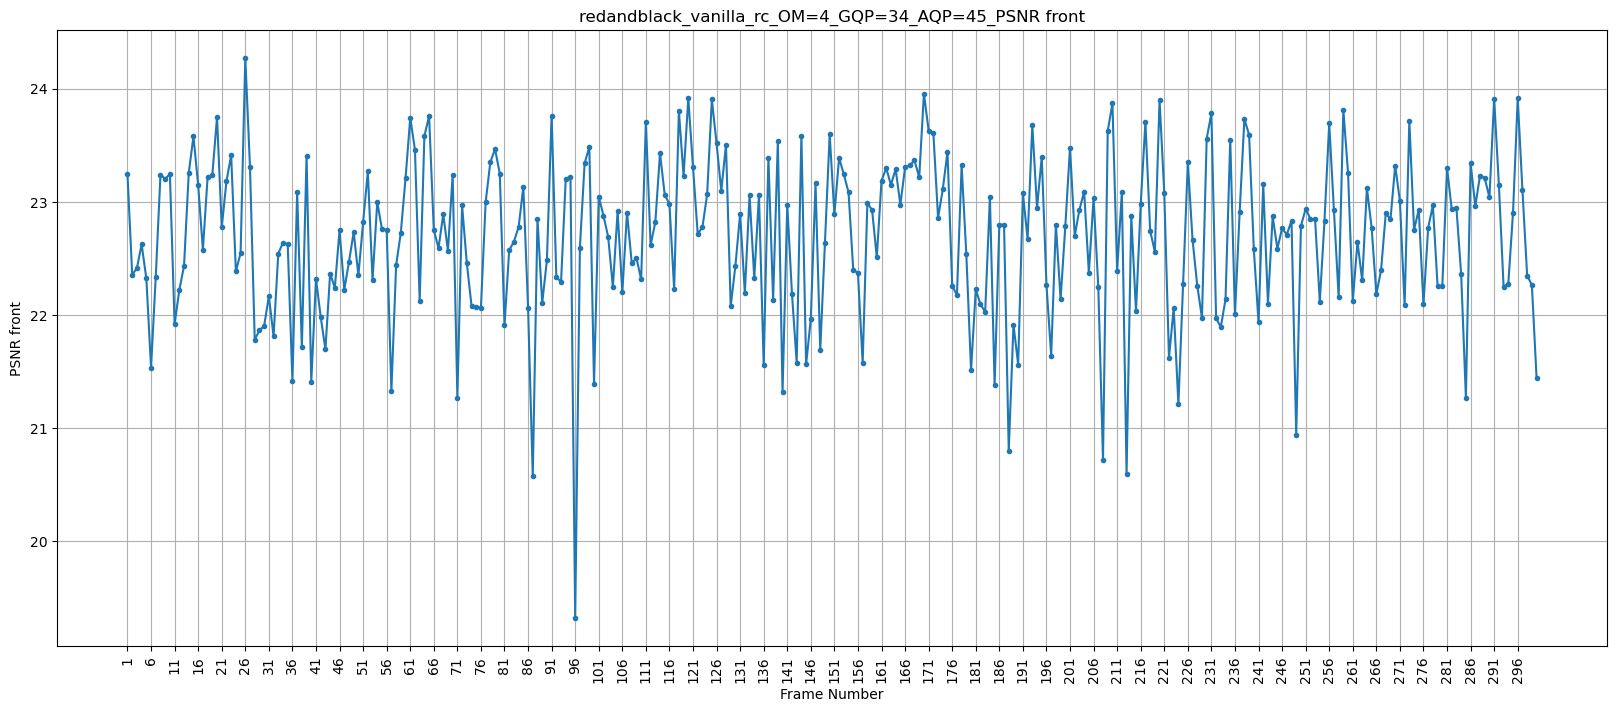 redandblack_vanilla_rc_OM=4_GQP=34_AQP=45_PSNR front
PSNR front
24
23
22
21
20
1 6 11 16 21 26 31 36 41 46 51 56 61 66 71 76 81 86 91 96 101 106 111 116 121 126 131 136 141 146 151 156 161 166 171 176 181 186 191 196 201 206 211 216 221 226 231 236 241 246 251 256 261 266 271 276 281 286 291 296
Frame Number